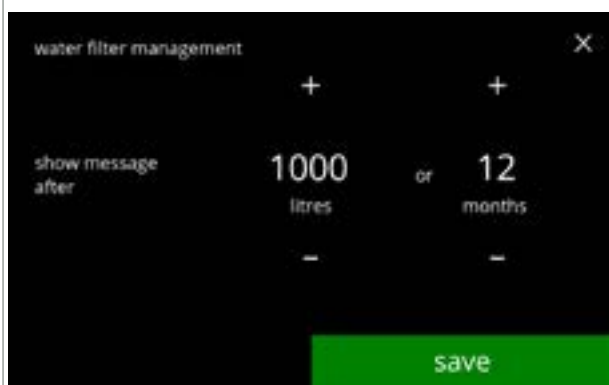 water filter management
×
+ +
show message
after
1000 or 12
litres months
- -
save